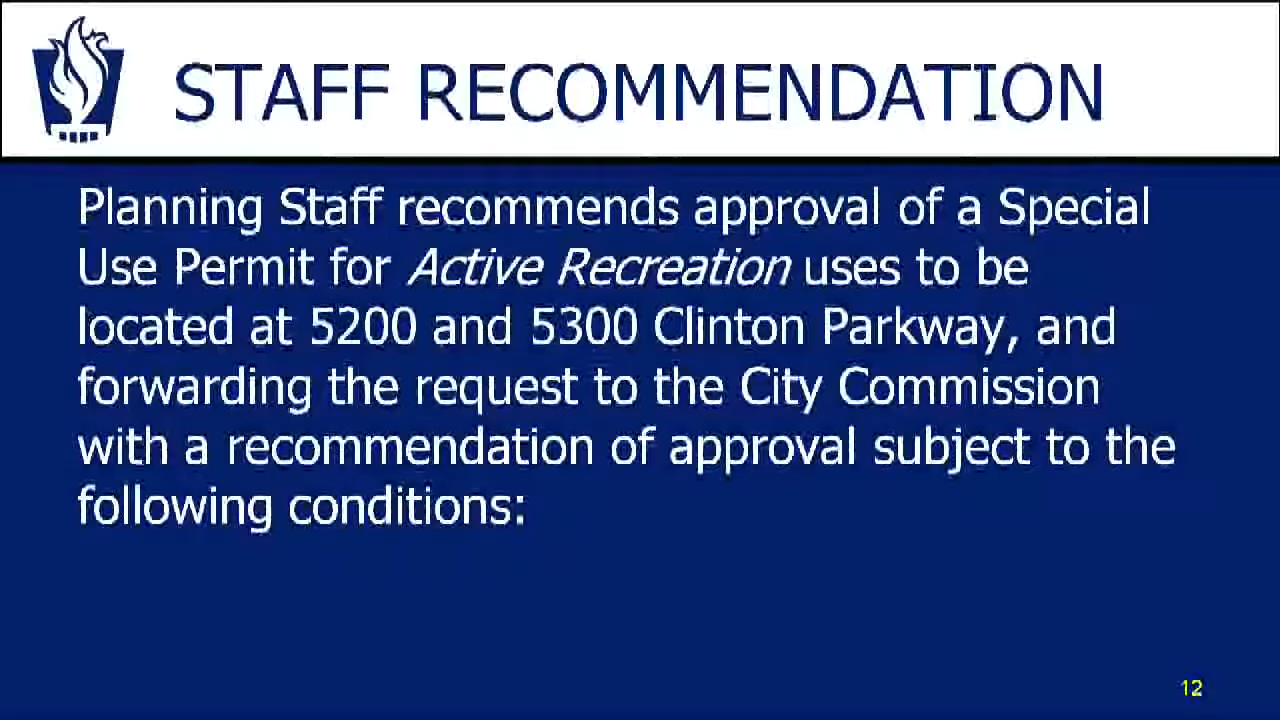 STAFF RECOMMENDATION
Planning Staff recommends approval of a Special
Use Permit for Active Recreation uses to be
located at 5200 and 5300 Clinton Parkway, and
forwarding the request to the City Commission
with a recommendation of approval subject to the
following conditions:
12